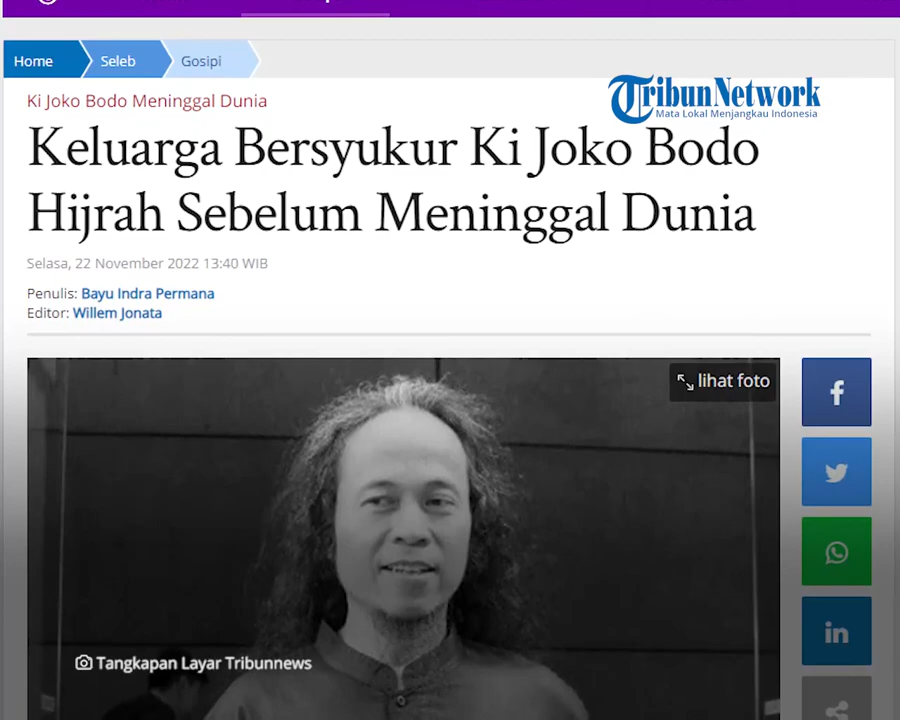 Home
Seleb
Gosipi
Ki Joko Bodo Meninggal Dunia
TribunNetwork
Mata Lokal Menjangkau Indonesia
Keluarga Bersyukur Ki Joko Bodo
Hijrah Sebelum Meninggal Dunia
Selasa, 22 November 2022 13:40 WIB
Penulis: Bayu Indra Permana
Editor: Willem Jonata
lihat foto
Tangkapan Layar Tribunnews